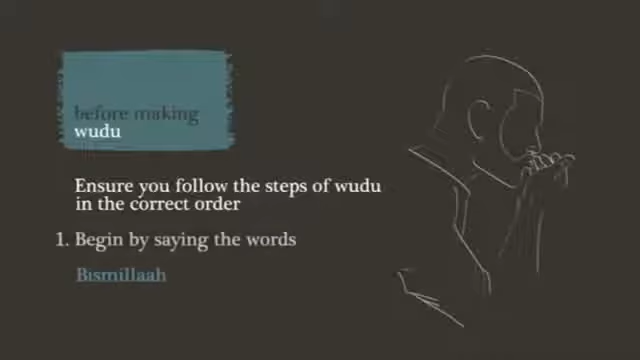 before making
wudu
Ensure you follow the steps of wudu
in the correct order
1. Begin by saying the words
Bismillaah